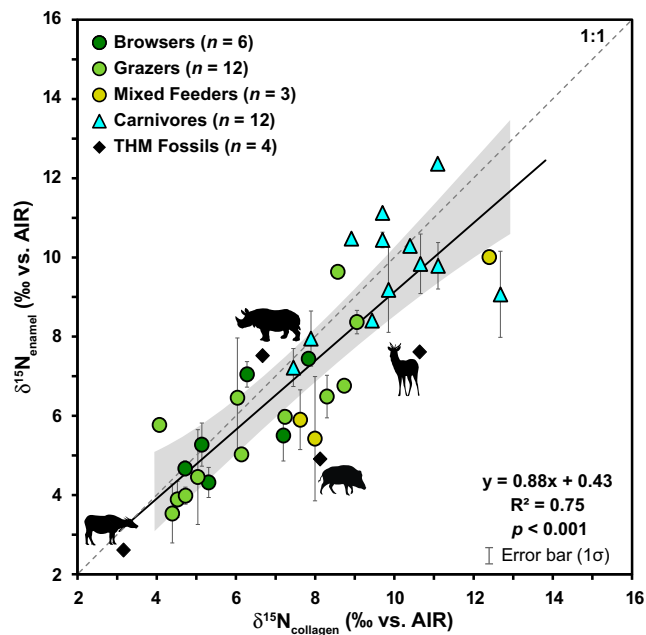 16
14
12
10
8
6
4
2
δ¹⁵N_enamel (‰ vs. AIR)
Browsers (n = 6)
Grazers (n = 12)
Mixed Feeders (n = 3)
Carnivores (n = 12)
THM Fossils (n = 4)
1:1
y = 0.88x + 0.43
R² = 0.75
p < 0.001
Error bar (1σ)
2 4 6 8 10 12 14 16
δ¹⁵N_collagen (‰ vs. AIR)